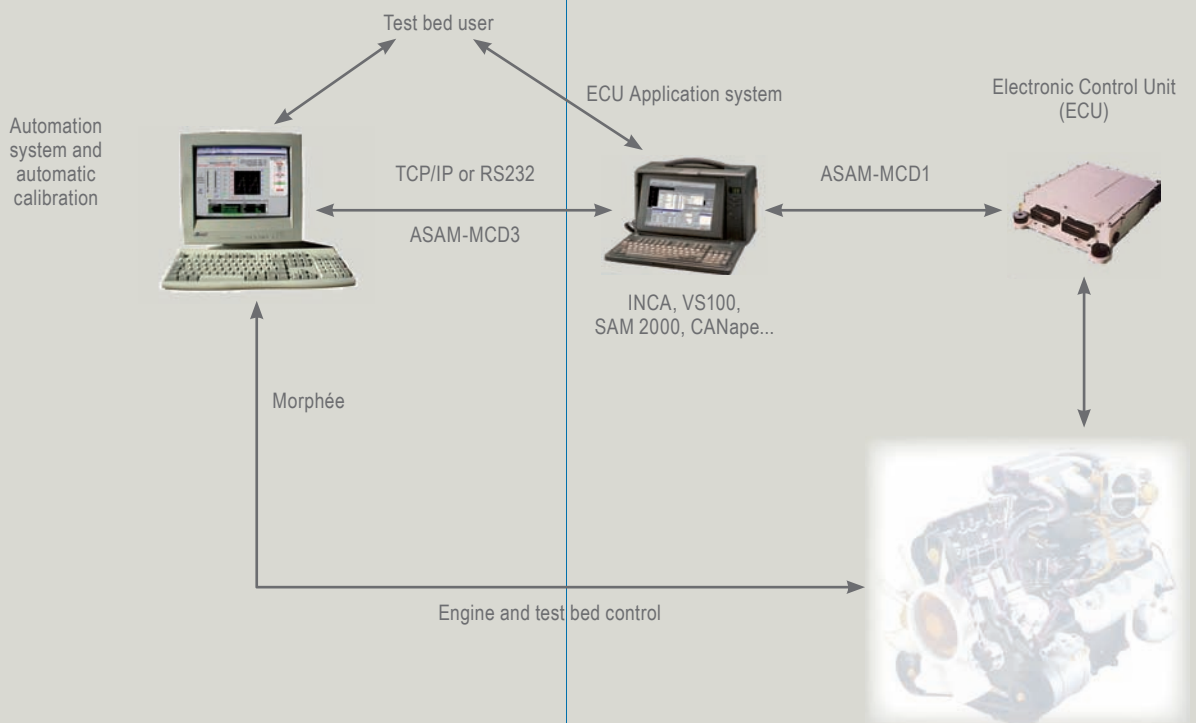 Test bed user
ECU Application system
Electronic Control Unit
(ECU)
Automation
system and
automatic
calibration
TCP/IP or RS232
ASAM-MCD3
ASAM-MCD1
INCA, VS100,
SAM 2000, CANape...
Morphée
Engine and test bed control